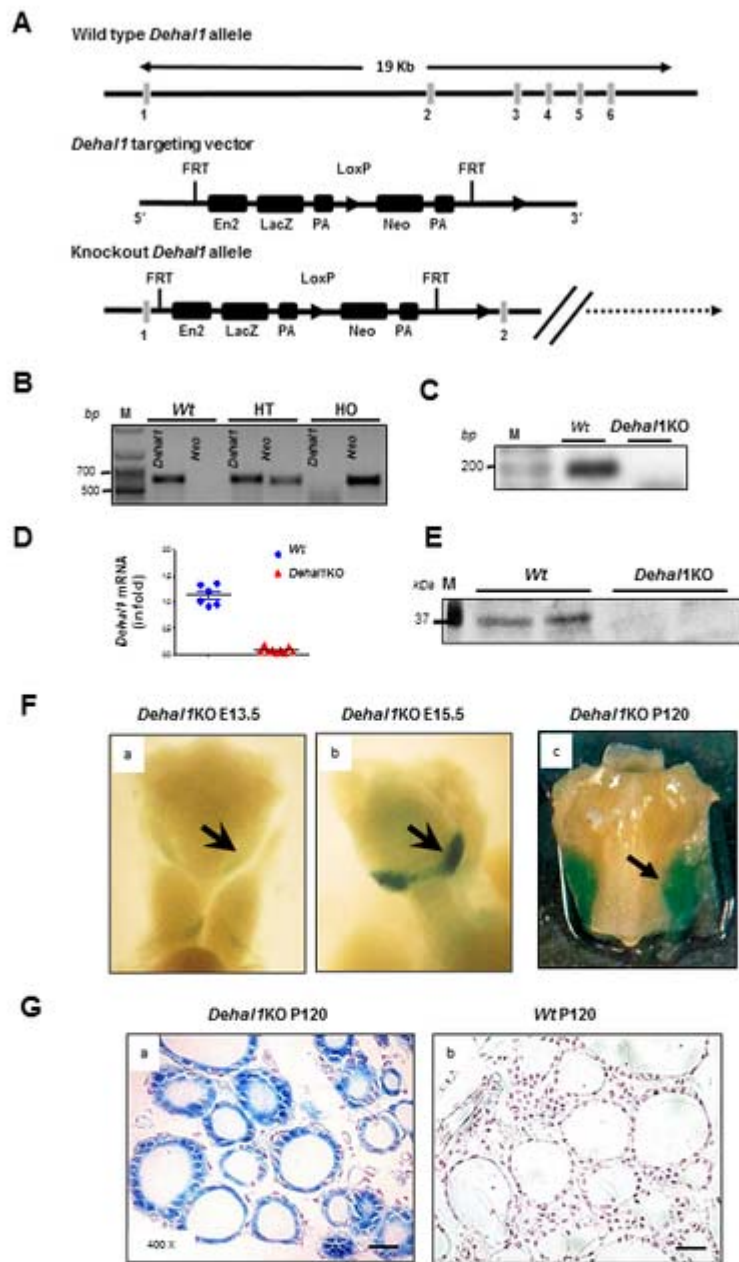 A
Wild type Dehal1 allele
19 Kb
1 2 3 4 5 6
Dehal1 targeting vector
FRT LoxP FRT
5' 3'
En2 LacZ PA Neo PA
Knockout Dehal1 allele
FRT LoxP FRT
1 En2 LacZ PA Neo PA 2
B
bp M Wt HT HO
Dehal1 Neo Dehal1 Neo Dehal1 Neo
700
500
C
bp M Wt Dehal1KO
200
D
Dehal1 mRNA
(in fold)
Wt
Dehal1KO
E
kDa M Wt Dehal1KO
37
F
Dehal1KO E13.5 Dehal1KO E15.5 Dehal1KO P120
a b c
G
Dehal1KO P120 Wt P120
a b
400 X